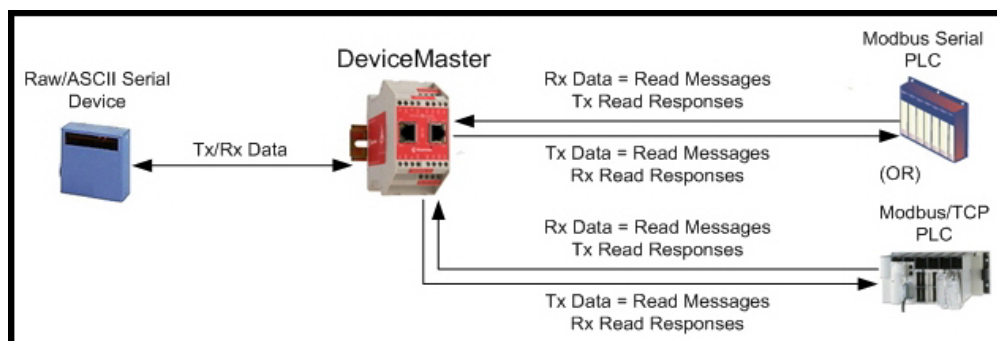 DeviceMaster
Raw/ASCII Serial
Device
Tx/Rx Data
Rx Data = Read Messages
Tx Read Responses
Tx Data = Read Messages
Rx Read Responses
Modbus Serial
PLC
(OR)
Modbus/TCP
PLC
Rx Data = Read Messages
Tx Read Responses
Tx Data = Read Messages
Rx Read Responses